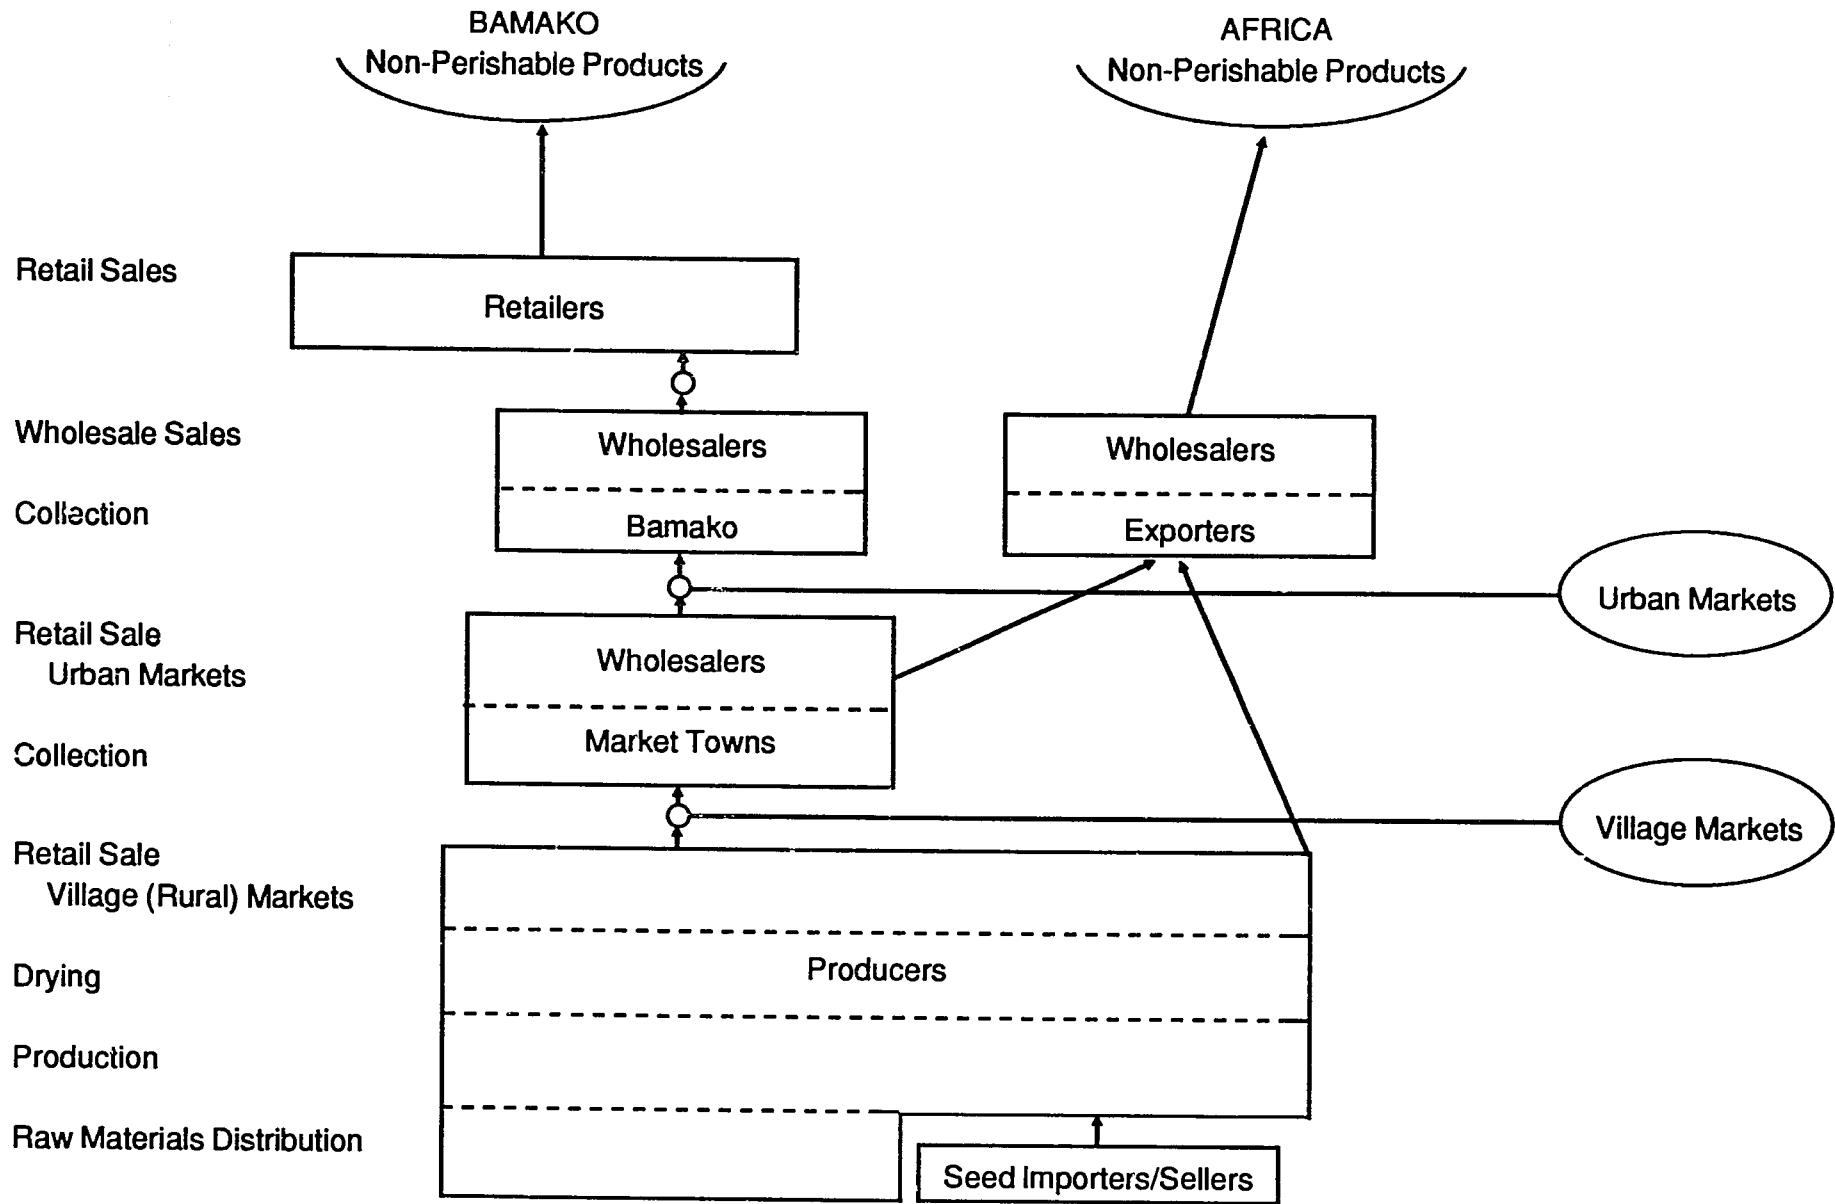 BAMAKO
Non-Perishable Products
AFRICA
Non-Perishable Products
Retail Sales
Retailers
Wholesale Sales
Wholesalers
Wholesalers
Collection
Bamako
Exporters
Urban Markets
Retail Sale
Urban Markets
Wholesalers
Market Towns
Collection
Village Markets
Retail Sale
Village (Rural) Markets
Drying
Producers
Production
Raw Materials Distribution
Seed Importers/Sellers